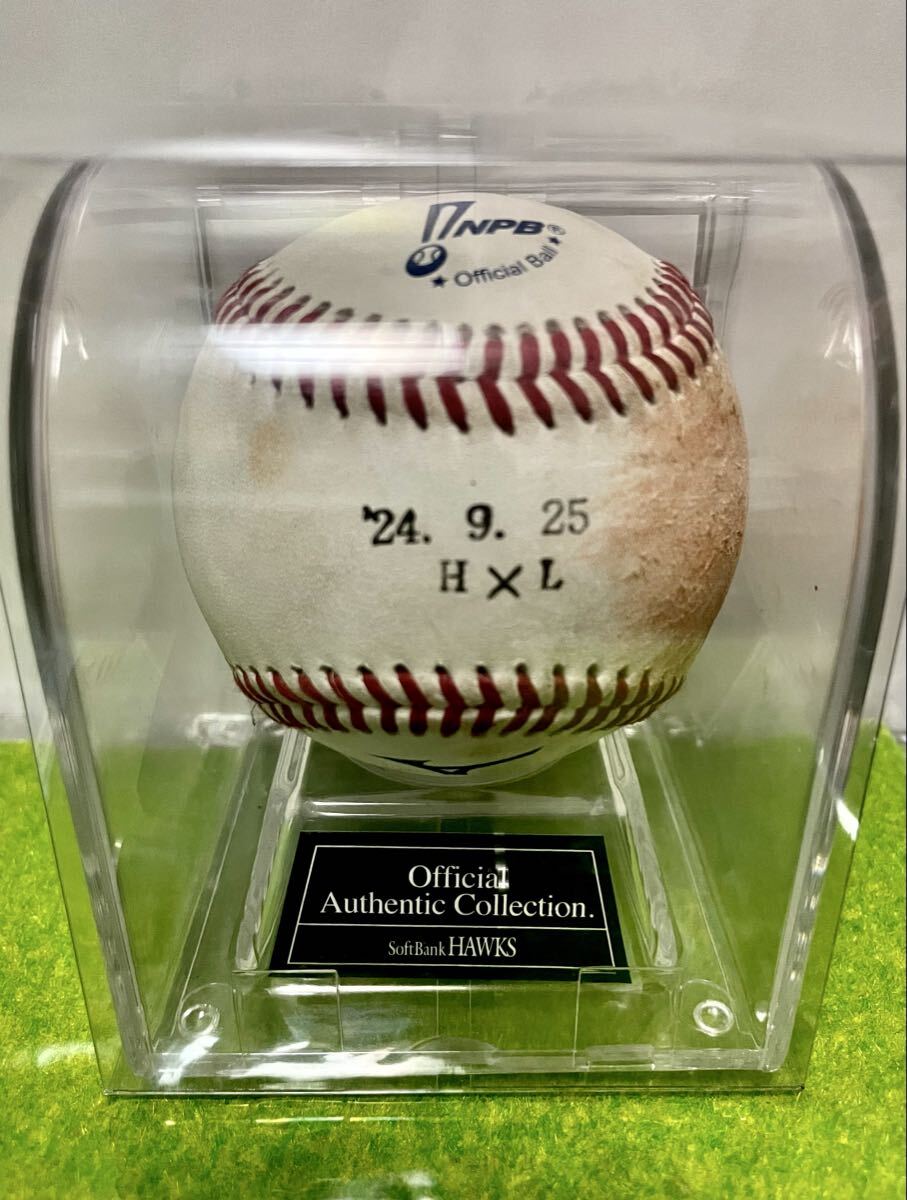 NPB®
★ Official Ball ★
'24. 9. 25
H × L
Official
Authentic Collection.
SoftBank HAWKS